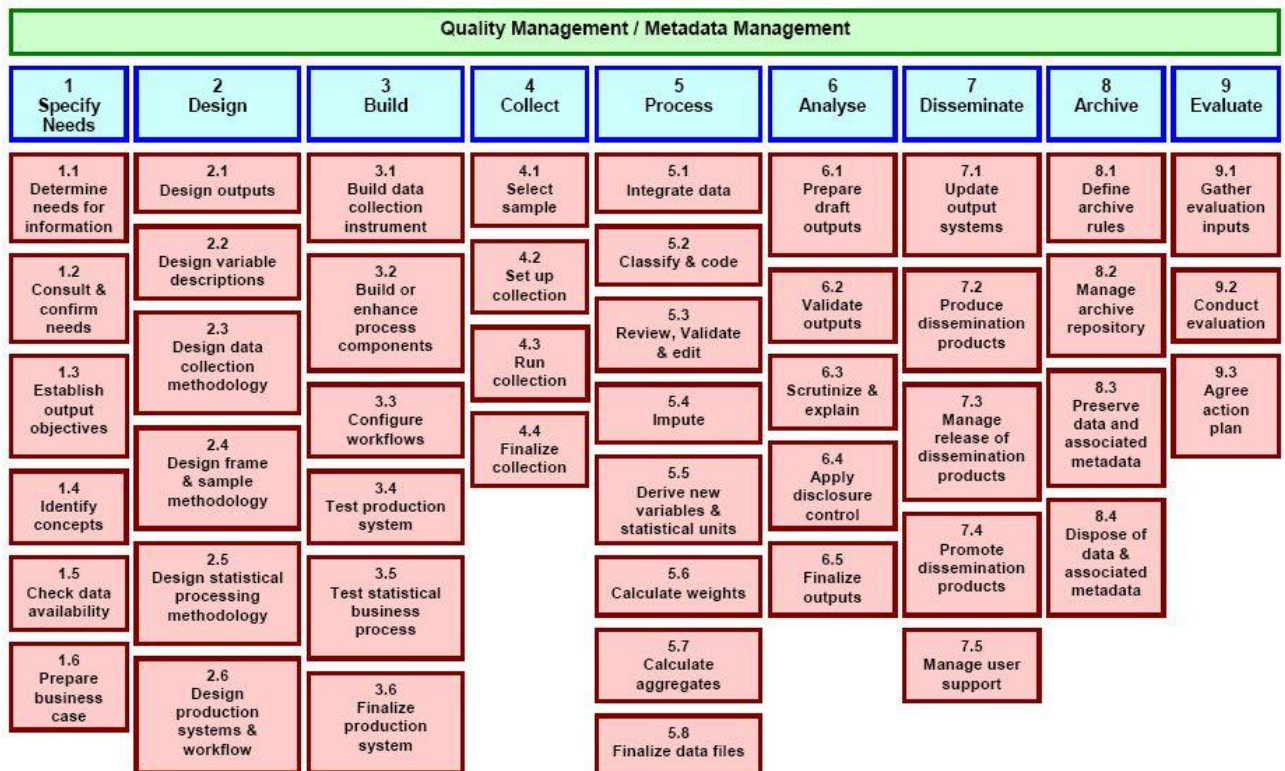 Quality Management / Metadata Management
1
Specify
Needs
2
Design
3
Build
4
Collect
5
Process
6
Analyse
7
Disseminate
8
Archive
9
Evaluate
1.1
Determine
needs for
information
1.2
Consult &
confirm
needs
1.3
Establish
output
objectives
1.4
Identify
concepts
1.5
Check data
availability
1.6
Prepare
business
case
2.1
Design outputs
2.2
Design variable
descriptions
2.3
Design data
collection
methodology
2.4
Design frame
& sample
methodology
2.5
Design statistical
processing
methodology
2.6
Design
production
systems &
workflow
3.1
Build data
collection
instrument
3.2
Build or
enhance
process
components
3.3
Configure
workflows
3.4
Test production
system
3.5
Test statistical
business
process
3.6
Finalize
production
system
4.1
Select
sample
4.2
Set up
collection
4.3
Run
collection
4.4
Finalize
collection
5.1
Integrate data
5.2
Classify & code
5.3
Review, Validate
& edit
5.4
Impute
5.5
Derive new
variables &
statistical units
5.6
Calculate weights
5.7
Calculate
aggregates
5.8
Finalize data files
6.1
Prepare
draft
outputs
6.2
Validate
outputs
6.3
Scrutinize &
explain
6.4
Apply
disclosure
control
6.5
Finalize
outputs
7.1
Update
output
systems
7.2
Produce
dissemination
products
7.3
Manage
release of
dissemination
products
7.4
Promote
dissemination
products
7.5
Manage user
support
8.1
Define
archive
rules
8.2
Manage
archive
repository
8.3
Preserve
data and
associated
metadata
8.4
Dispose of
data &
associated
metadata
9.1
Gather
evaluation
inputs
9.2
Conduct
evaluation
9.3
Agree
action
plan